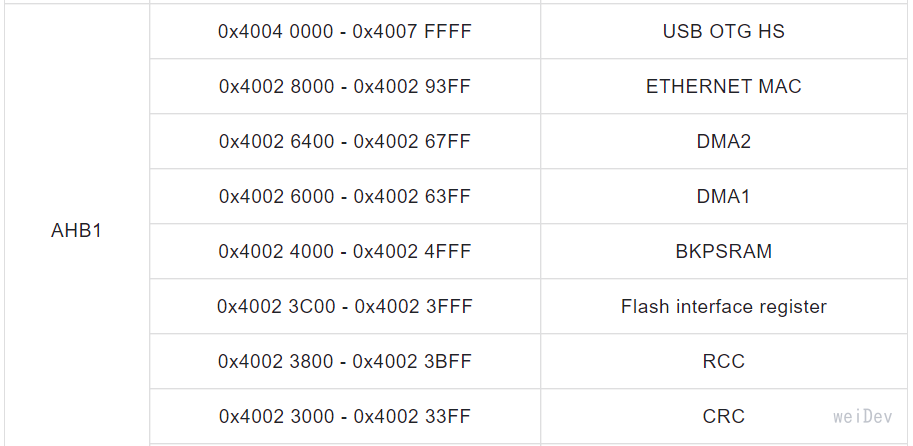 0x4004 0000 - 0x4007 FFFF USB OTG HS
0x4002 8000 - 0x4002 93FF ETHERNET MAC
0x4002 6400 - 0x4002 67FF DMA2
0x4002 6000 - 0x4002 63FF DMA1
AHB1
0x4002 4000 - 0x4002 4FFF BKPSRAM
0x4002 3C00 - 0x4002 3FFF Flash interface register
0x4002 3800 - 0x4002 3BFF RCC
0x4002 3000 - 0x4002 33FF CRC
weiDev